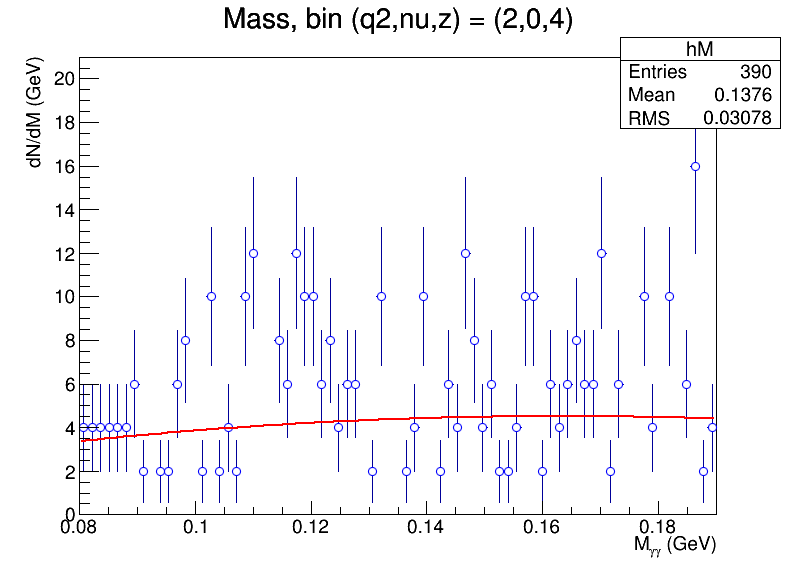 Mass, bin (q2,nu,z) = (2,0,4)
hM
Entries 390
Mean 0.1376
RMS 0.03078
dN/dM (GeV)
20
18
16
14
12
10
8
6
4
2
0
0.08 0.1 0.12 0.14 0.16 0.18
Mγγ (GeV)